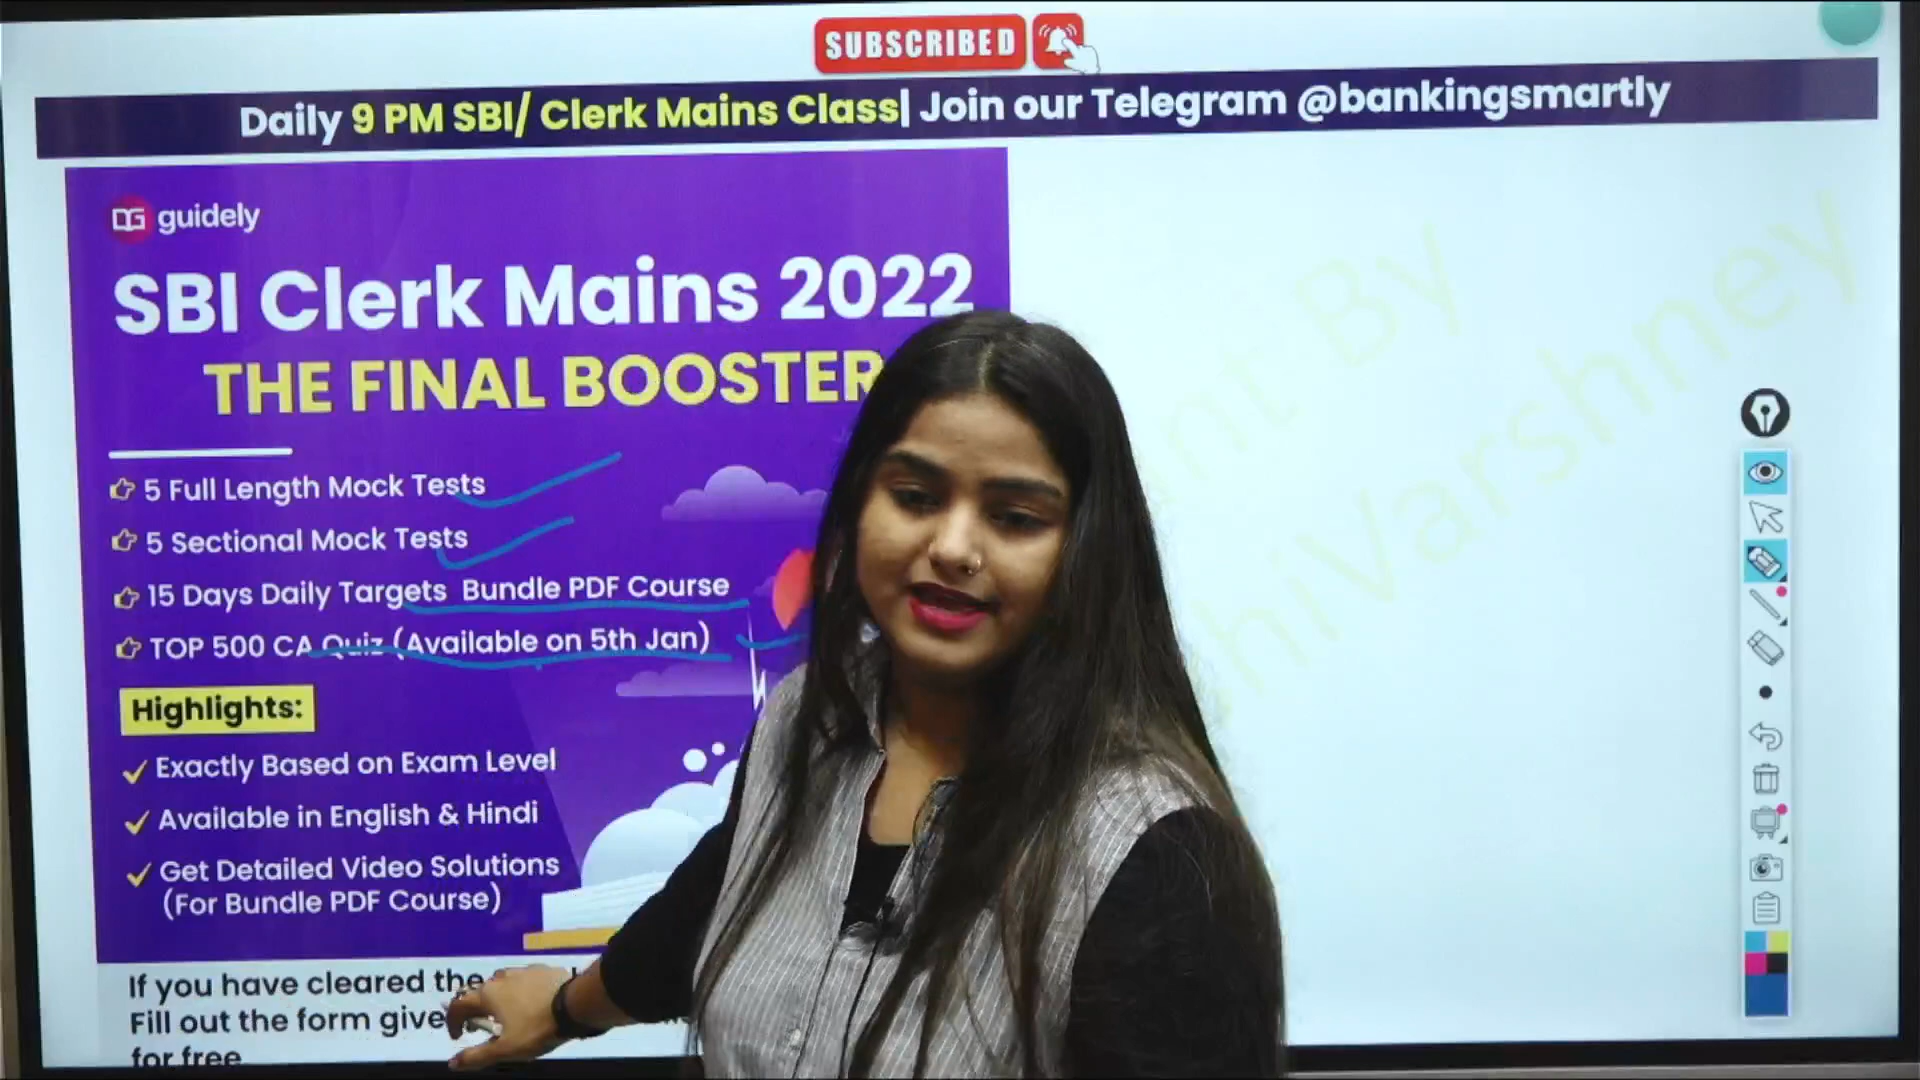 SUBSCRIBED
Daily 9 PM SBI/ Clerk Mains Class| Join our Telegram @bankingsmartly
DG guidely
SBI Clerk Mains 2022
THE FINAL BOOSTER
5 Full Length Mock Tests
5 Sectional Mock Tests
15 Days Daily Targets Bundle PDF Course
TOP 500 CA Quiz (Available on 5th Jan)
Highlights:
Exactly Based on Exam Level
Available in English & Hindi
Get Detailed Video Solutions
(For Bundle PDF Course)
If you have cleared the
Fill out the form
for free
By
Varshney